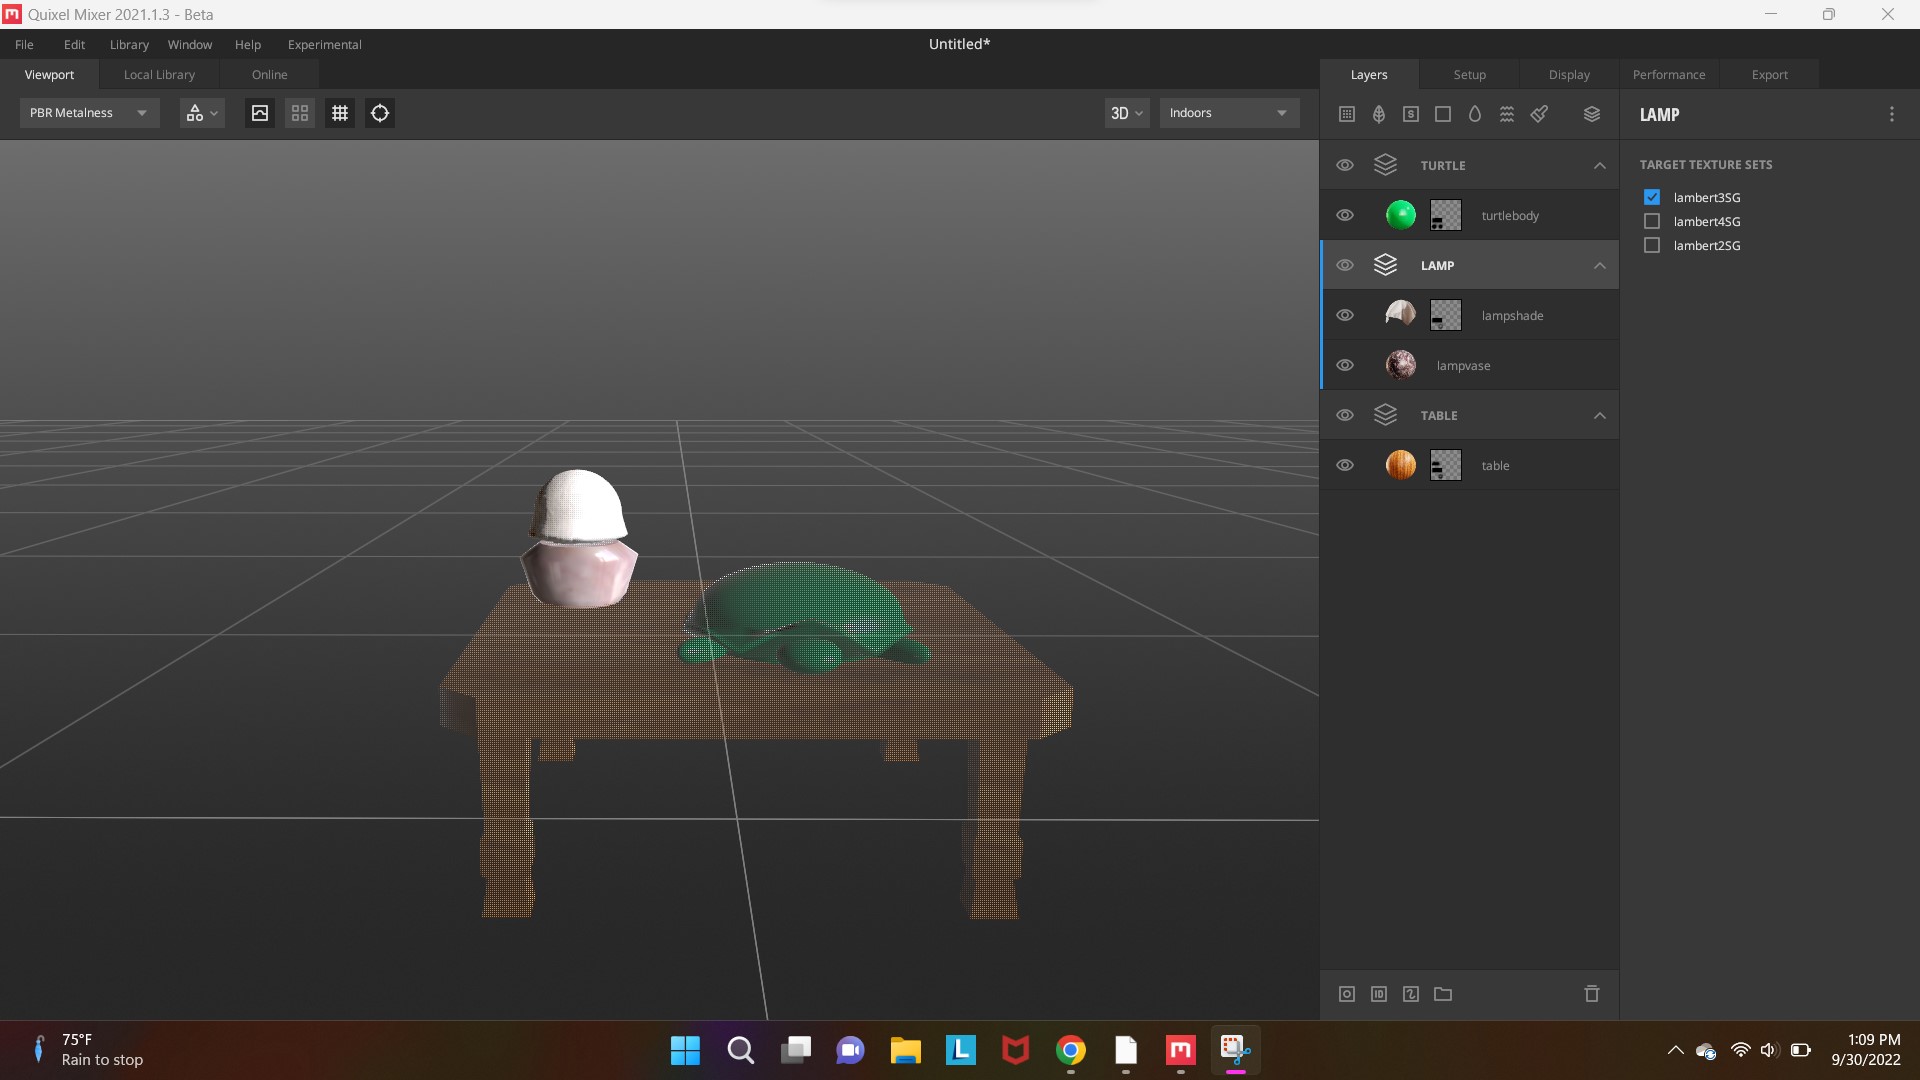 Quixel Mixer 2021.1.3 - Beta
File Edit Library Window Help Experimental
Untitled*
Viewport Local Library Online
Layers Setup Display Performance Export
PBR Metalness
3D
Indoors
S
LAMP
TARGET TEXTURE SETS
lambert3SG
lambert4SG
lambert2SG
TURTLE
turtlebody
LAMP
lampshade
lampvase
TABLE
table
ID
75°F
Rain to stop
L
1:09 PM
9/30/2022